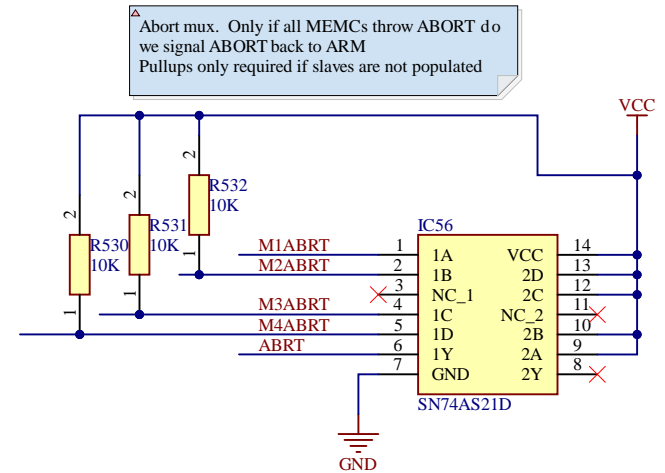 Abort mux. Only if all MEMCs throw ABORT do
we signal ABORT back to ARM
Pullups only required if slaves are not populated
VCC
2
R532
10K
1
2
R531
10K
1
2
R530
10K
1
IC56
M1ABRT 1 1A VCC 14
M2ABRT 2 1B 2D 13
3 NC_1 2C 12
M3ABRT 4 1C NC_2 11
M4ABRT 5 1D 2B 10
ABRT 6 1Y 2A 9
7 GND 2Y 8
SN74AS21D
GND